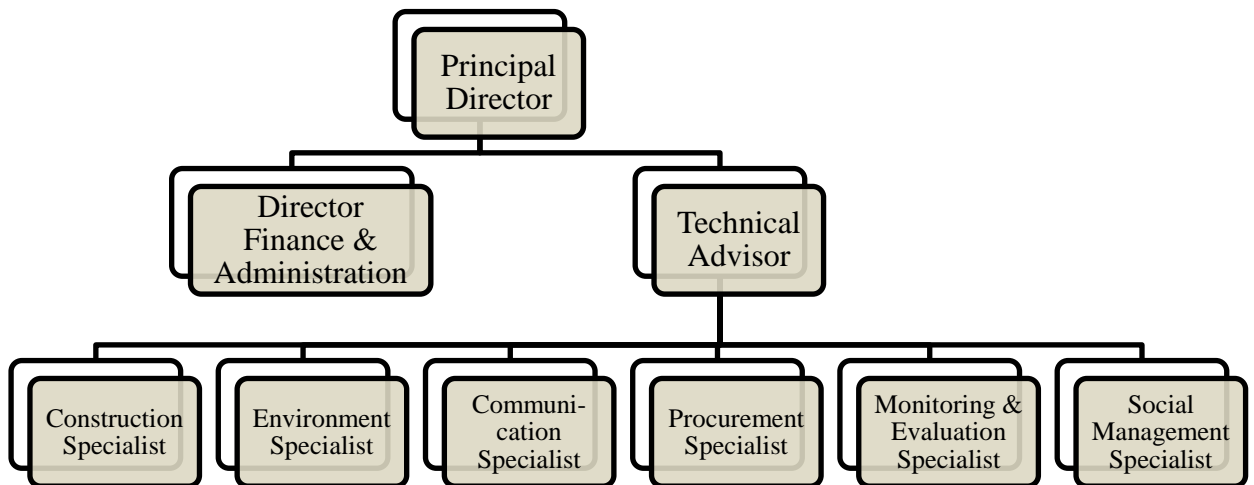 Principal
Director
Director
Finance &
Administration
Technical
Advisor
Construction
Specialist
Environment
Specialist
Communi-
cation
Specialist
Procurement
Specialist
Monitoring &
Evaluation
Specialist
Social
Management
Specialist